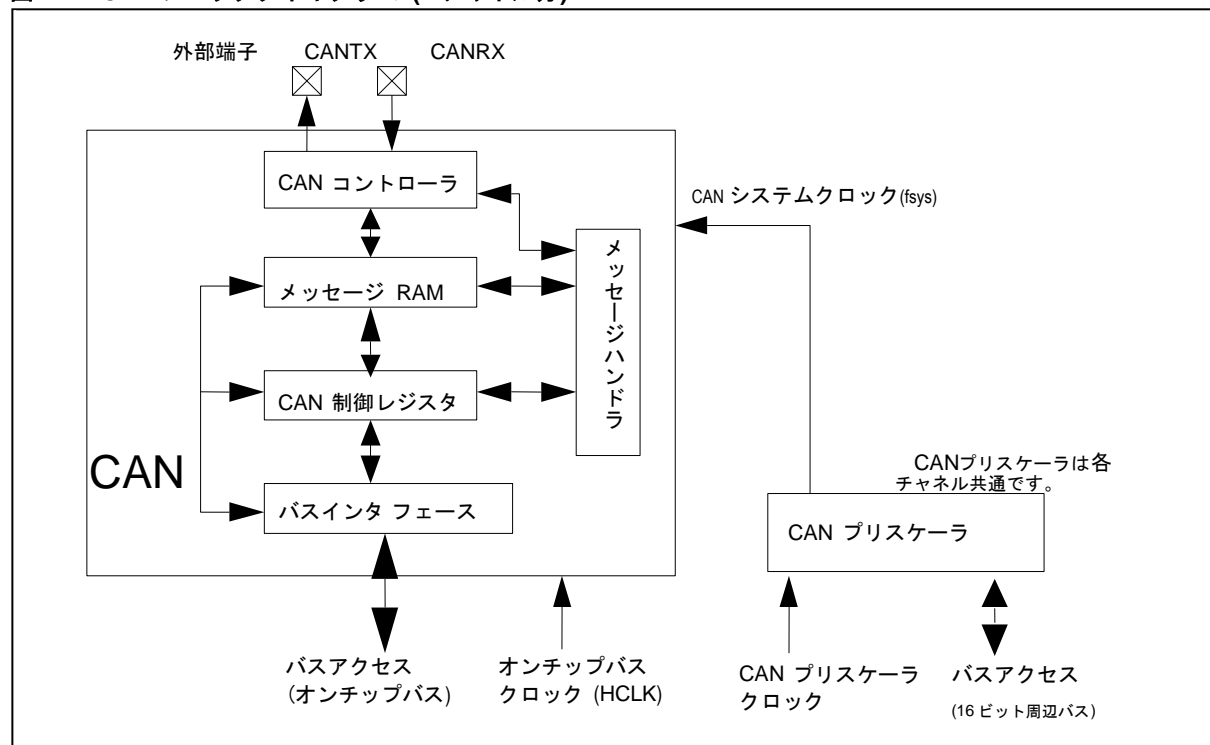 外部端子 CANTX CANRX
CAN コントローラ
CAN システムクロック(fsys)
メッセージハンドラ
メッセージ RAM
CAN 制御レジスタ
CAN
CANプリスケーラは各
チャネル共通です。
バスインタ フェース
CAN プリスケーラ
バスアクセス
(オンチップバス)
オンチップバス
クロック (HCLK)
CAN プリスケーラ
クロック
バスアクセス
(16 ビット周辺バス)